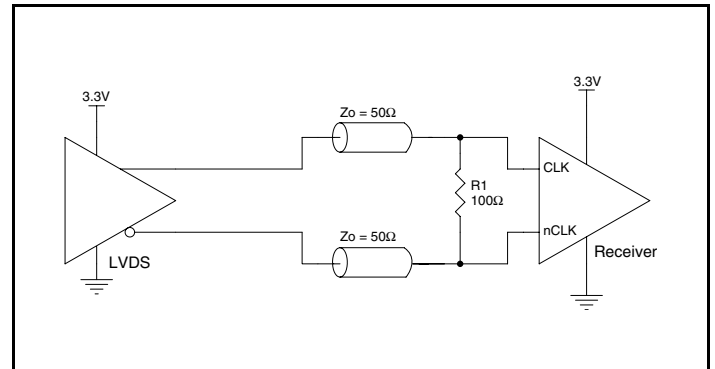 3.3V
3.3V
Zo = 50Ω
CLK
R1
100Ω
Zo = 50Ω
nCLK
LVDS
Receiver